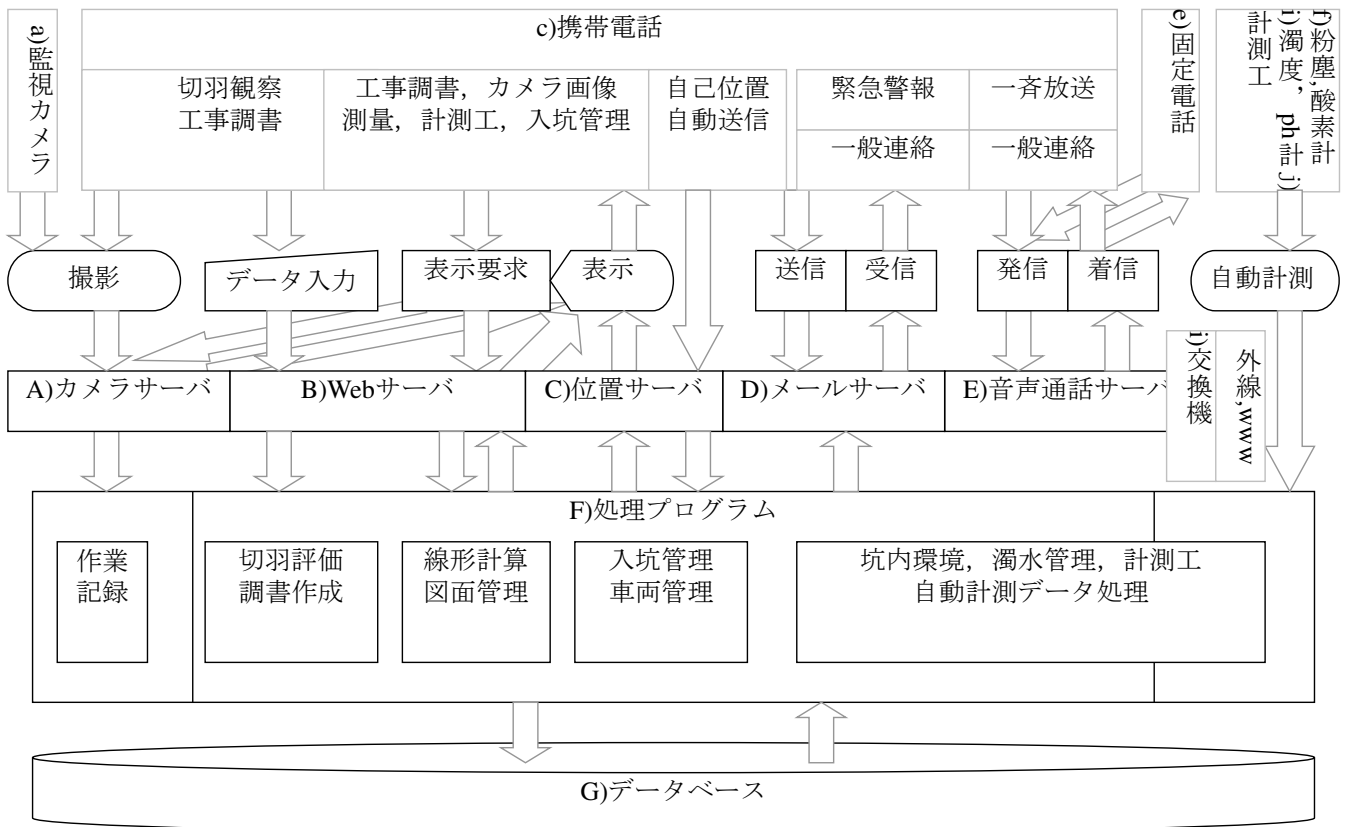 a)監視カメラ
c)携帯電話
切羽観察
工事調書
工事調書，カメラ画像
測量，計測工，入坑管理
自己位置
自動送信
緊急警報
一斉放送
一般連絡
一般連絡
e)固定電話
f)粉塵,酸素計
i)濁度，ph計 j)
計測工
撮影
データ入力
表示要求
表示
送信
受信
発信
着信
自動計測
A)カメラサーバ
B)Webサーバ
C)位置サーバ
D)メールサーバ
E)音声通話サーバ
i)交換機
外線,www
F)処理プログラム
作業
記録
切羽評価
調書作成
線形計算
図面管理
入坑管理
車両管理
坑内環境，濁水管理，計測工
自動計測データ処理
G)データベース